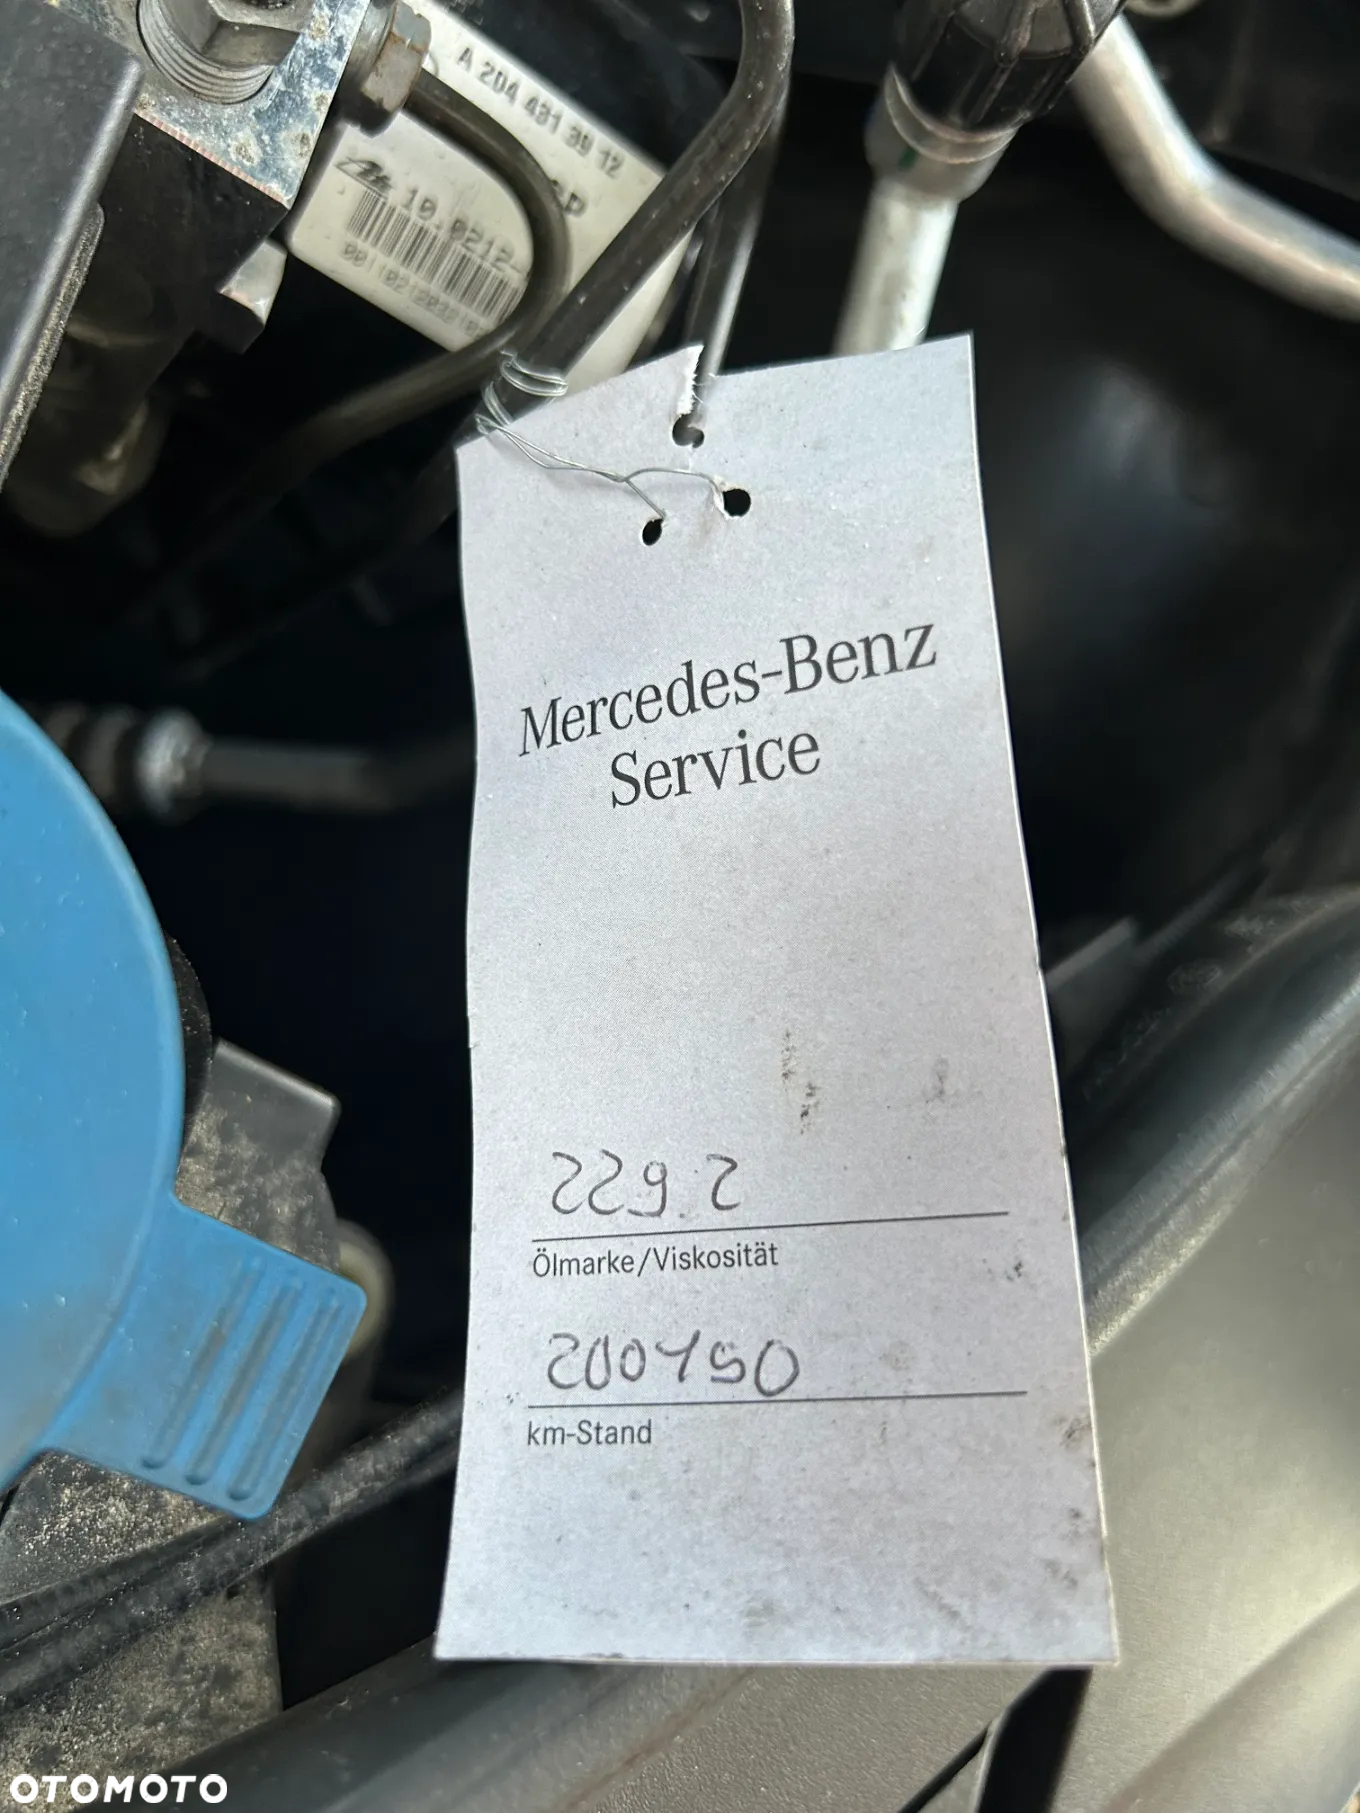 A 204 431 39 12
10.0212-
Mercedes-Benz
Service
229.2
Ölmarke/Viskosität
200450
km-Stand
OTOMOTO